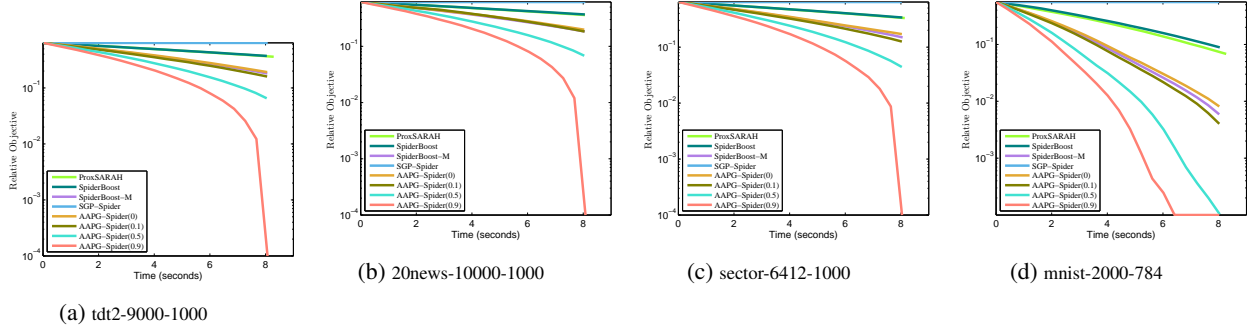 Relative Objective
10⁻¹
10⁻²
10⁻³
10⁻⁴
ProxSARAH
SpiderBoost
SpiderBoost−M
SGP−Spider
AAPG−Spider(0)
AAPG−Spider(0.1)
AAPG−Spider(0.5)
AAPG−Spider(0.9)
0 2 4 6 8
Time (seconds)
(a) tdt2-9000-1000
Relative Objective
10⁻¹
10⁻²
10⁻³
10⁻⁴
ProxSARAH
SpiderBoost
SpiderBoost−M
SGP−Spider
AAPG−Spider(0)
AAPG−Spider(0.1)
AAPG−Spider(0.5)
AAPG−Spider(0.9)
0 2 4 6 8
Time (seconds)
(b) 20news-10000-1000
Relative Objective
10⁻¹
10⁻²
10⁻³
10⁻⁴
ProxSARAH
SpiderBoost
SpiderBoost−M
SGP−Spider
AAPG−Spider(0)
AAPG−Spider(0.1)
AAPG−Spider(0.5)
AAPG−Spider(0.9)
0 2 4 6 8
Time (seconds)
(c) sector-6412-1000
Relative Objective
10⁻¹
10⁻²
10⁻³
10⁻⁴
ProxSARAH
SpiderBoost
SpiderBoost−M
SGP−Spider
AAPG−Spider(0)
AAPG−Spider(0.1)
AAPG−Spider(0.5)
AAPG−Spider(0.9)
0 2 4 6 8
Time (seconds)
(d) mnist-2000-784